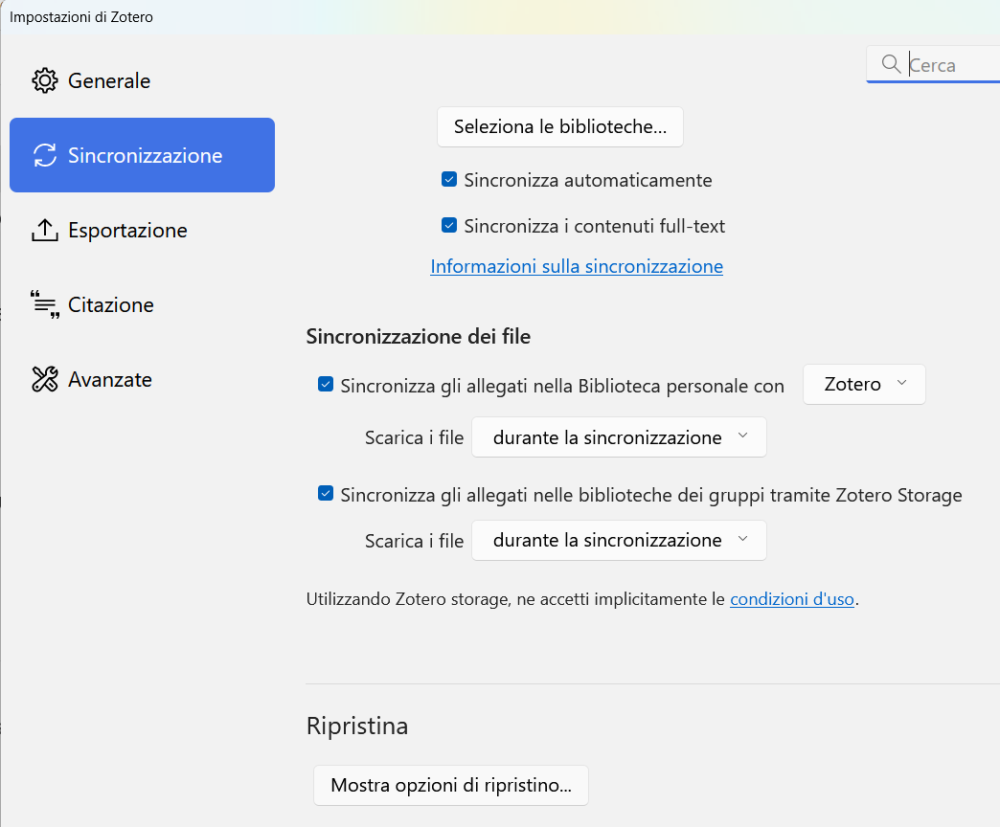 Impostazioni di Zotero
Cerca
Generale
Sincronizzazione
Esportazione
Citazione
Avanzate
Seleziona le biblioteche...
Sincronizza automaticamente
Sincronizza i contenuti full-text
Informazioni sulla sincronizzazione
Sincronizzazione dei file
Sincronizza gli allegati nella Biblioteca personale con Zotero
Scarica i file durante la sincronizzazione
Sincronizza gli allegati nelle biblioteche dei gruppi tramite Zotero Storage
Scarica i file durante la sincronizzazione
Utilizzando Zotero storage, ne accetti implicitamente le condizioni d'uso.
Ripristina
Mostra opzioni di ripristino...